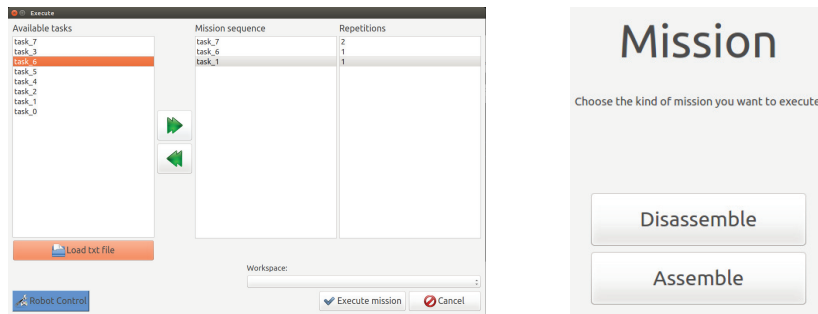 Execute
Available tasks
task_7
task_3
task_6
task_5
task_4
task_2
task_1
task_0
Load txt file
Robot Control
Mission sequence Repetitions
task_7 2
task_6 1
task_1 1
Workspace:
Execute mission Cancel
Mission
Choose the kind of mission you want to execute
Disassemble
Assemble